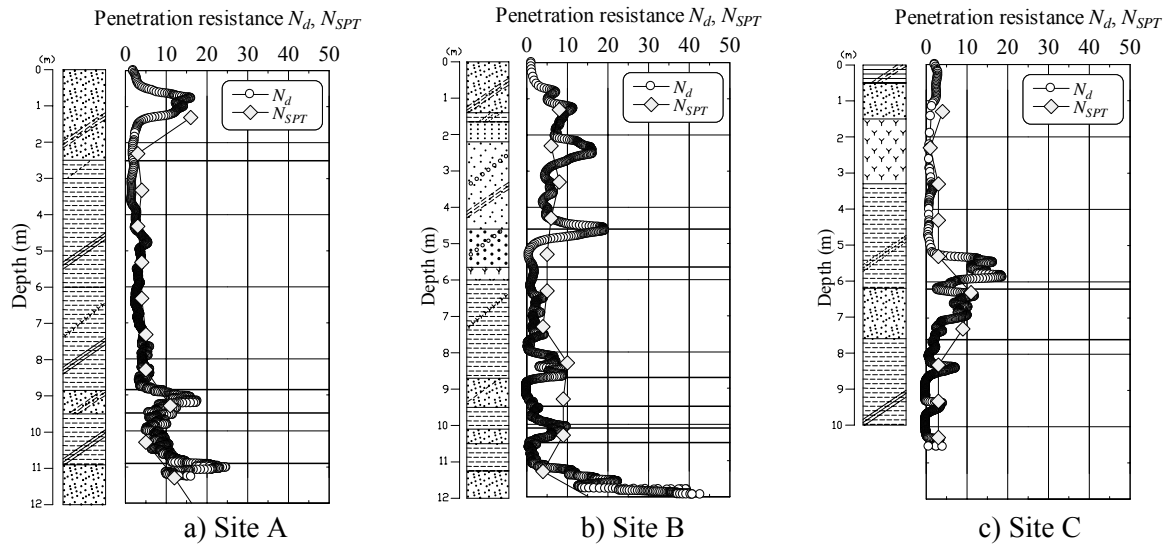 Penetration resistance N_d, N_SPT
(m)
0 10 20 30 40 50
N_d
N_SPT
Depth (m)
0
1
2
3
4
5
6
7
8
9
10
11
12
a) Site A
Penetration resistance N_d, N_SPT
(m)
0 10 20 30 40 50
N_d
N_SPT
Depth (m)
0
1
2
3
4
5
6
7
8
9
10
11
12
b) Site B
Penetration resistance N_d, N_SPT
(m)
0 10 20 30 40 50
N_d
N_SPT
Depth (m)
0
1
2
3
4
5
6
7
8
9
10
c) Site C